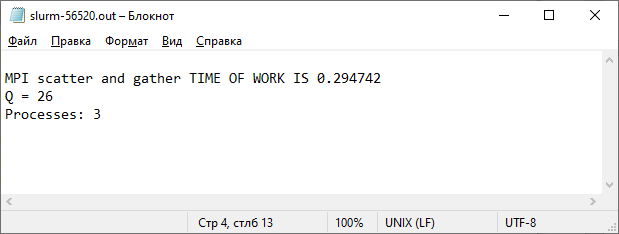 slurm-56520.out – Блокнот
Файл Правка Формат Вид Справка
MPI scatter and gather TIME OF WORK IS 0.294742
Q = 26
Processes: 3
Стр 4, стлб 13 100% UNIX (LF) UTF-8